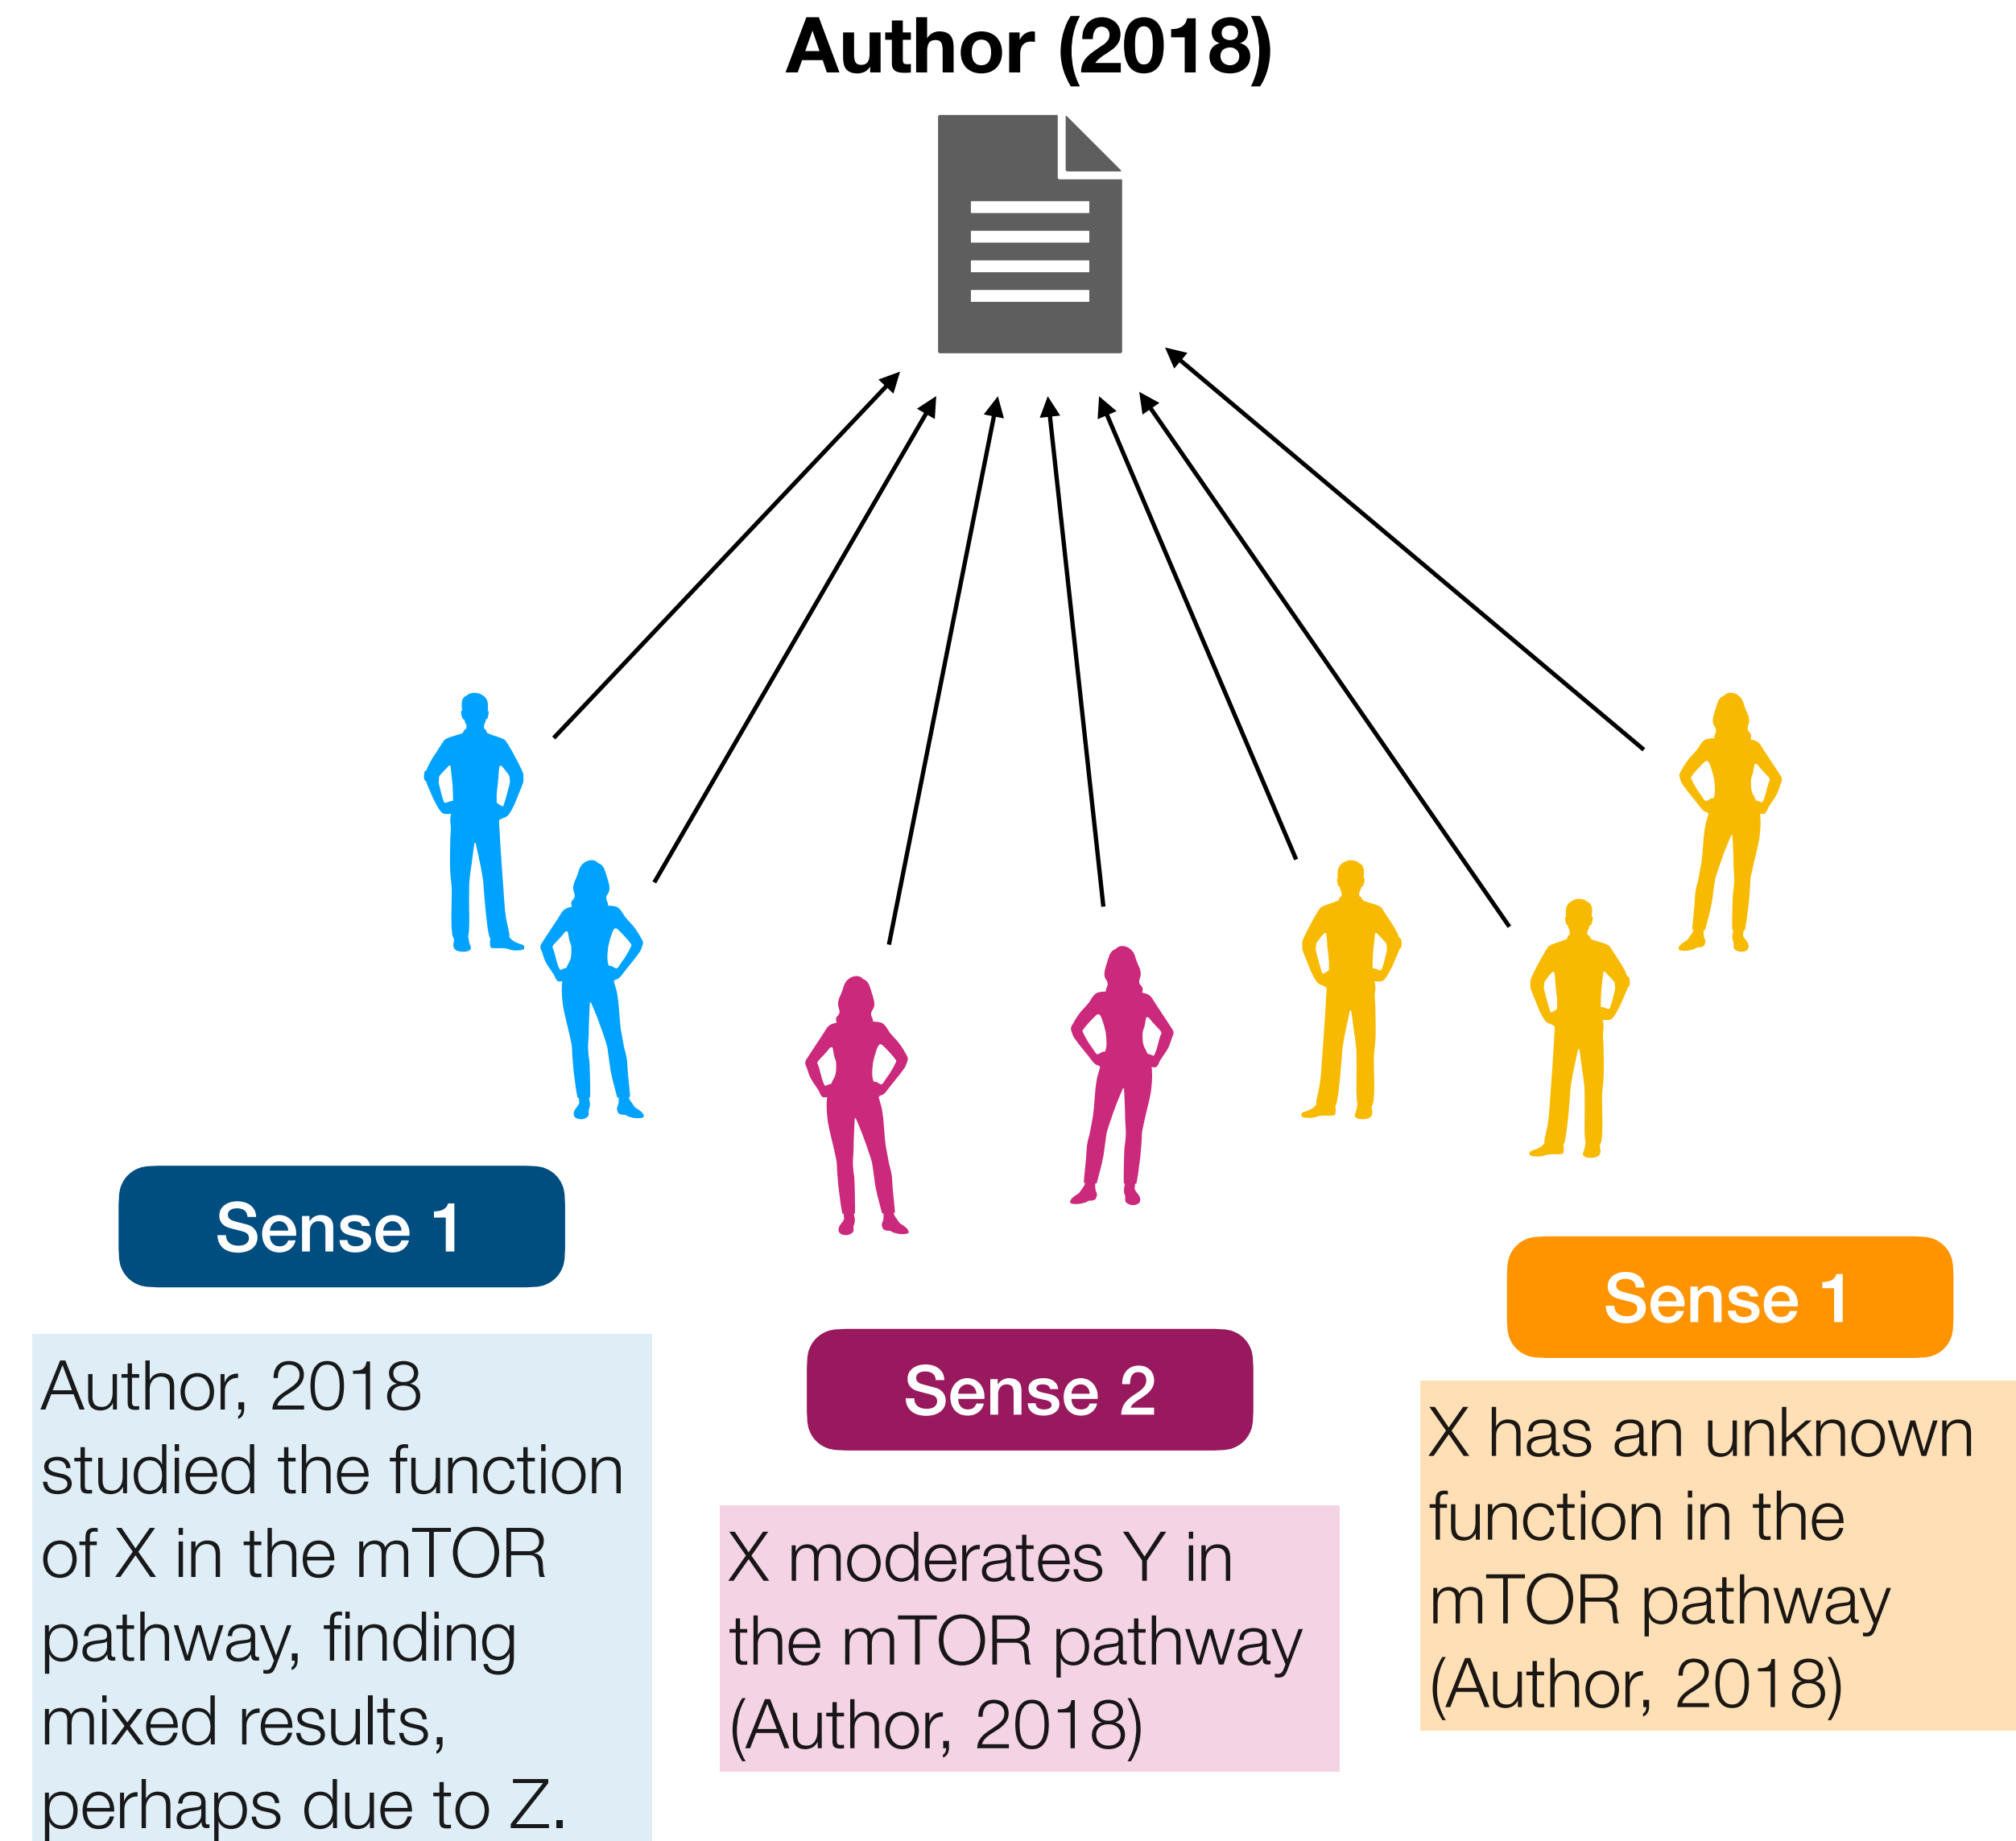 Author (2018)
Sense 1
Author, 2018
studied the function
of X in the mTOR
pathway, finding
mixed results,
perhaps due to Z.
Sense 2
X moderates Y in
the mTOR pathway
(Author, 2018)
Sense 1
X has an unknown
function in the
mTOR pathway
(Author, 2018)